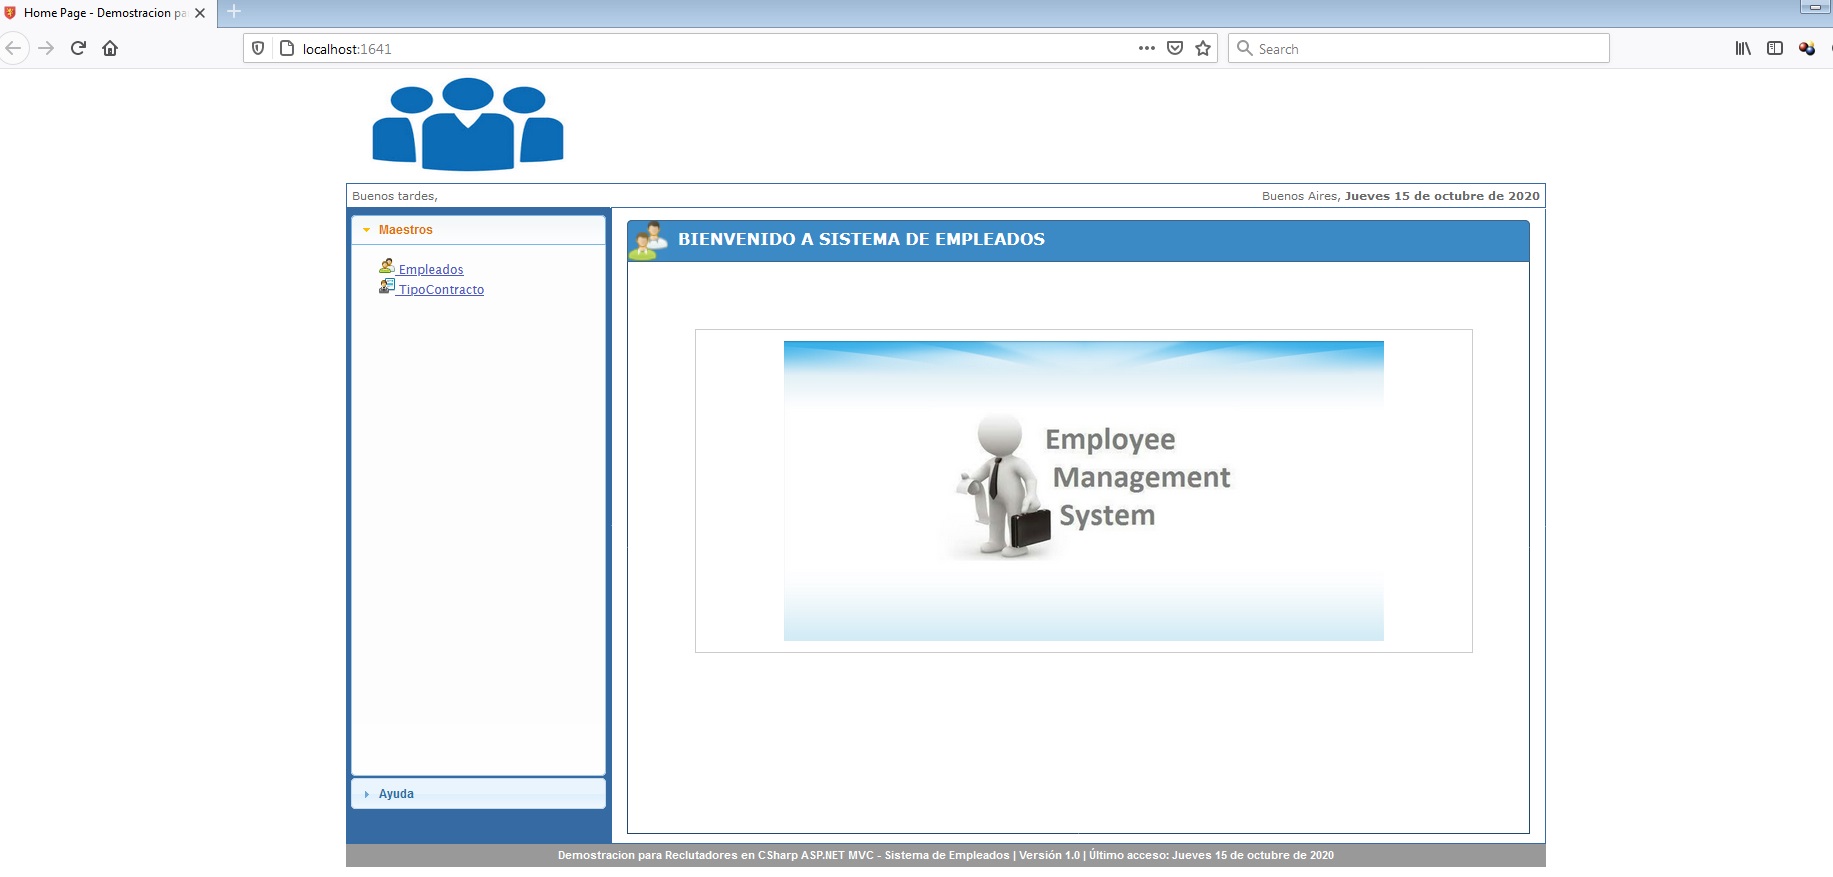 Home Page - Demostracion pa
localhost:1641
Search
Buenos tardes,
Buenos Aires, Jueves 15 de octubre de 2020
Maestros
Empleados
TipoContracto
Ayuda
BIENVENIDO A SISTEMA DE EMPLEADOS
Employee
Management
System
Demostracion para Reclutadores en CSharp ASP.NET MVC - Sistema de Empleados | Versión 1.0 | Último acceso: Jueves 15 de octubre de 2020